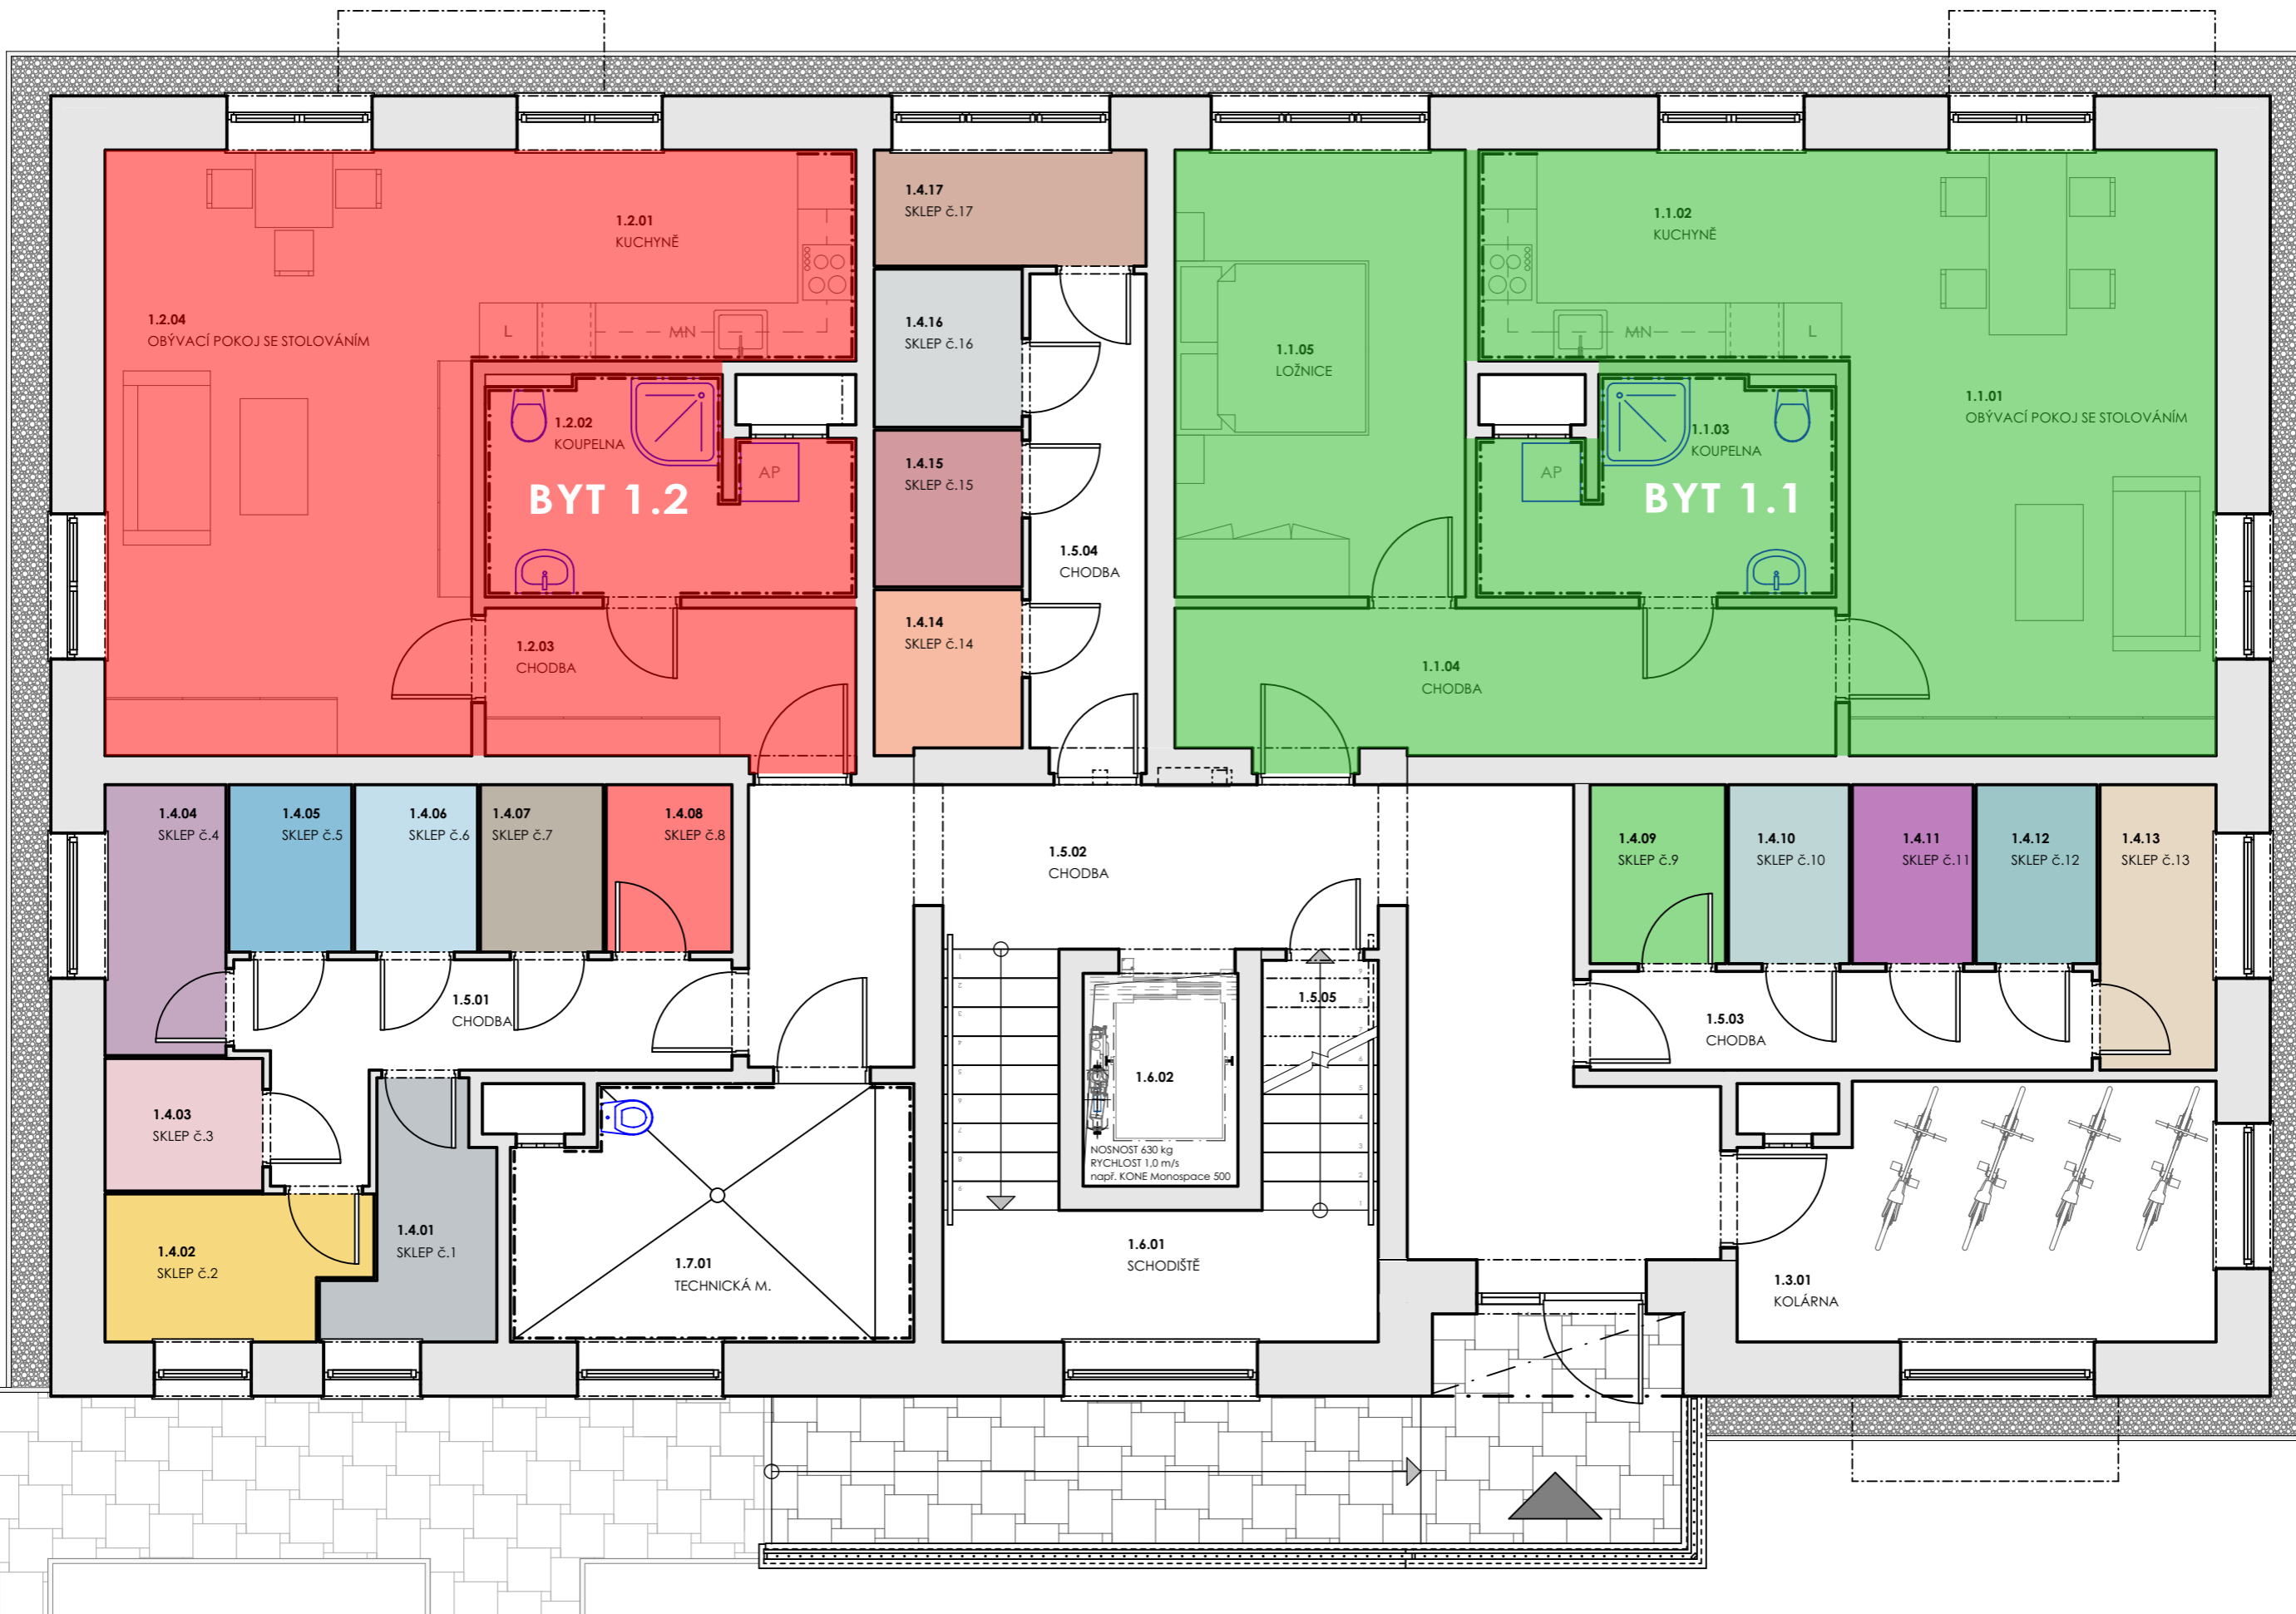 1.2.01
KUCHYNĚ
1.2.04
OBÝVACÍ POKOJ SE STOLOVÁNÍM
L
MN
1.2.02
KOUPELNA
AP
BYT 1.2
1.2.03
CHODBA
1.4.17
SKLEP č.17
1.4.16
SKLEP č.16
1.4.15
SKLEP č.15
1.4.14
SKLEP č.14
1.5.04
CHODBA
1.1.05
LOŽNICE
1.1.02
KUCHYNĚ
MN
L
1.1.01
OBÝVACÍ POKOJ SE STOLOVÁNÍM
1.1.03
KOUPELNA
AP
BYT 1.1
1.1.04
CHODBA
1.4.04
SKLEP č.4
1.4.05
SKLEP č.5
1.4.06
SKLEP č.6
1.4.07
SKLEP č.7
1.4.08
SKLEP č.8
1.5.02
CHODBA
1.4.09
SKLEP č.9
1.4.10
SKLEP č.10
1.4.11
SKLEP č.11
1.4.12
SKLEP č.12
1.4.13
SKLEP č.13
1.5.01
CHODBA
1.5.05
1.5.03
CHODBA
1.4.03
SKLEP č.3
1.4.02
SKLEP č.2
1.4.01
SKLEP č.1
1.7.01
TECHNICKÁ M.
1.6.02
NOSNOST 630 kg
RYCHLOST 1,0 m/s
např. KONE Monospace 500
1.6.01
SCHODIŠTĚ
1.3.01
KOLÁRNA